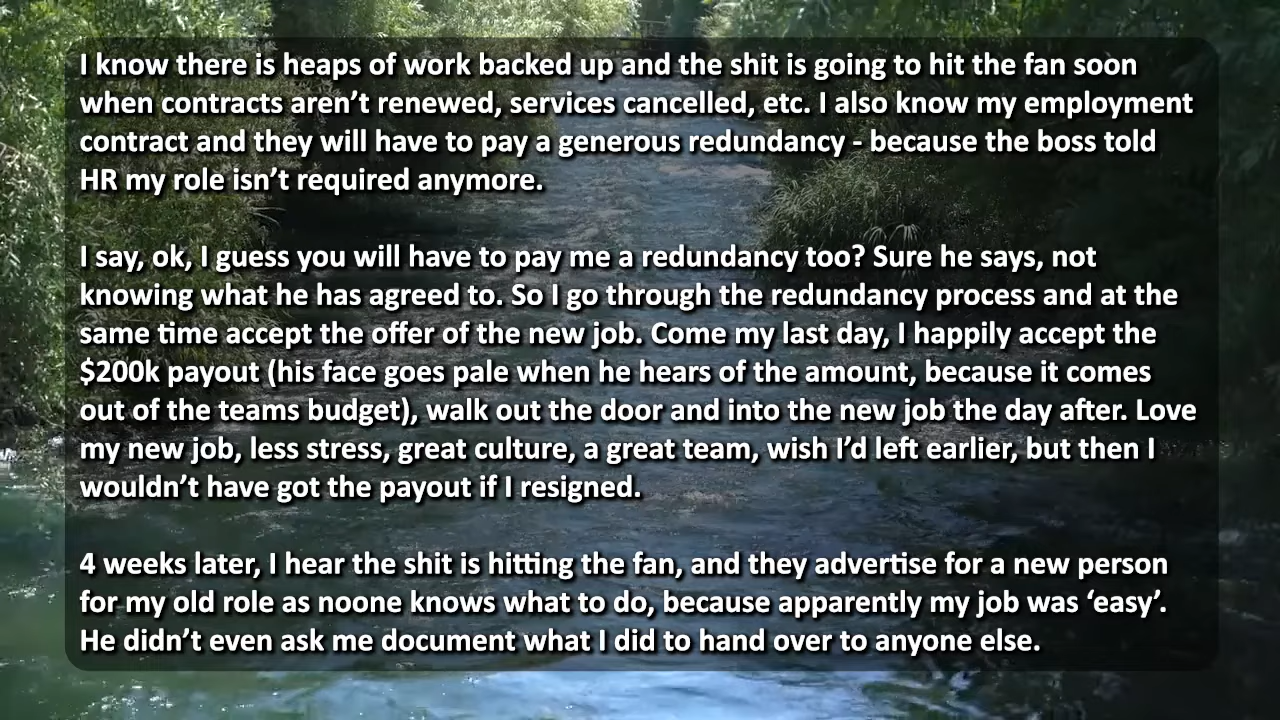 I know there is heaps of work backed up and the shit is going to hit the fan soon
when contracts aren’t renewed, services cancelled, etc. I also know my employment
contract and they will have to pay a generous redundancy - because the boss told
HR my role isn’t required anymore.
I say, ok, I guess you will have to pay me a redundancy too? Sure he says, not
knowing what he has agreed to. So I go through the redundancy process and at the
same time accept the offer of the new job. Come my last day, I happily accept the
$200k payout (his face goes pale when he hears of the amount, because it comes
out of the teams budget), walk out the door and into the new job the day after. Love
my new job, less stress, great culture, a great team, wish I’d left earlier, but then I
wouldn’t have got the payout if I resigned.
4 weeks later, I hear the shit is hitting the fan, and they advertise for a new person
for my old role as noone knows what to do, because apparently my job was ‘easy’.
He didn’t even ask me document what I did to hand over to anyone else.